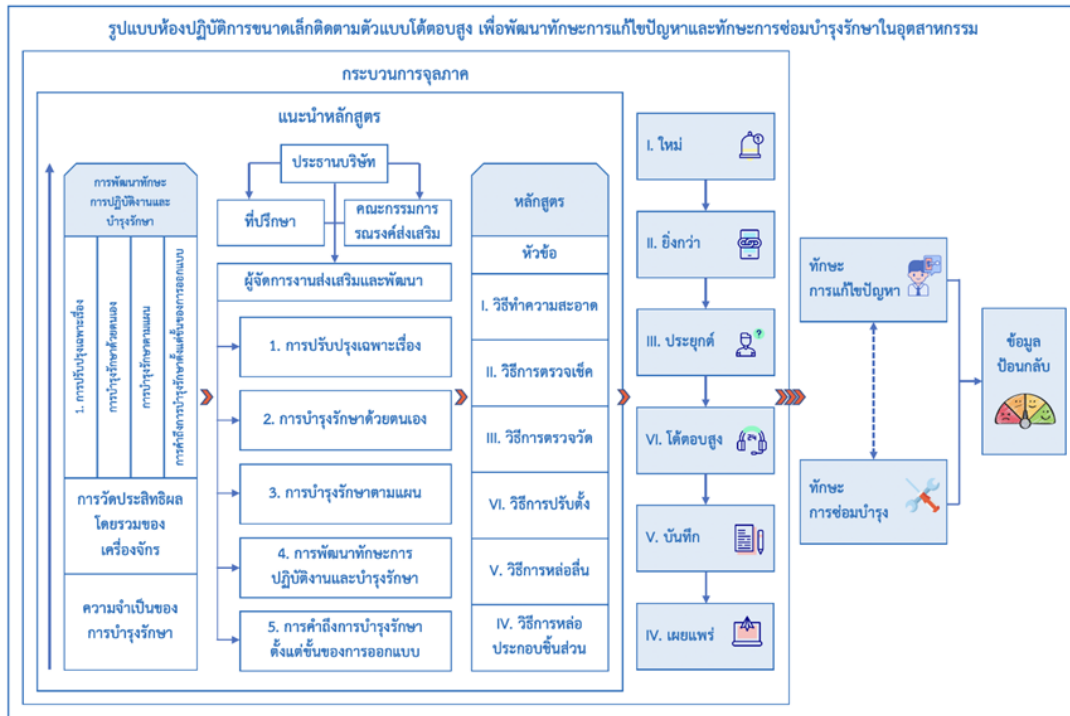 รูปแบบห้องปฏิบัติการขนาดเล็กติดตามตัวแบบโต้ตอบสูง เพื่อพัฒนาทักษะการแก้ไขปัญหาและทักษะการซ่อมบำรุงรักษาในอุตสาหกรรม
กระบวนการจุลภาค
แนะนำหลักสูตร
การพัฒนาทักษะ
การปฏิบัติงานและ
บำรุงรักษา
1. การปรับปรุงเฉพาะเรื่อง
การบำรุงรักษาด้วยตนเอง
การบำรุงรักษาตามแผน
การคำถึงการบำรุงรักษาตั้งแต่ขั้นของการออกแบบ
การวัดประสิทธิผล
โดยรวมของ
เครื่องจักร
ความจำเป็นของ
การบำรุงรักษา
ประธานบริษัท
ที่ปรึกษา
คณะกรรมการ
รณรงค์ส่งเสริม
ผู้จัดการงานส่งเสริมและพัฒนา
1. การปรับปรุงเฉพาะเรื่อง
2. การบำรุงรักษาด้วยตนเอง
3. การบำรุงรักษาตามแผน
4. การพัฒนาทักษะการ
ปฏิบัติงานและบำรุงรักษา
5. การคำถึงการบำรุงรักษา
ตั้งแต่ขั้นของการออกแบบ
หลักสูตร
หัวข้อ
I. วิธีทำความสะอาด
II. วิธีการตรวจเช็ค
III. วิธีการตรวจวัด
VI. วิธีการปรับตั้ง
V. วิธีการหล่อลื่น
IV. วิธีการหล่อ
ประกอบชิ้นส่วน
I. ใหม่
1
II. ยิ่งกว่า
III. ประยุกต์
?
VI. โต้ตอบสูง
24
V. บันทึก
IV. เผยแพร่
ทักษะ
การแก้ไขปัญหา
ทักษะ
การซ่อมบำรุง
ข้อมูล
ป้อนกลับ